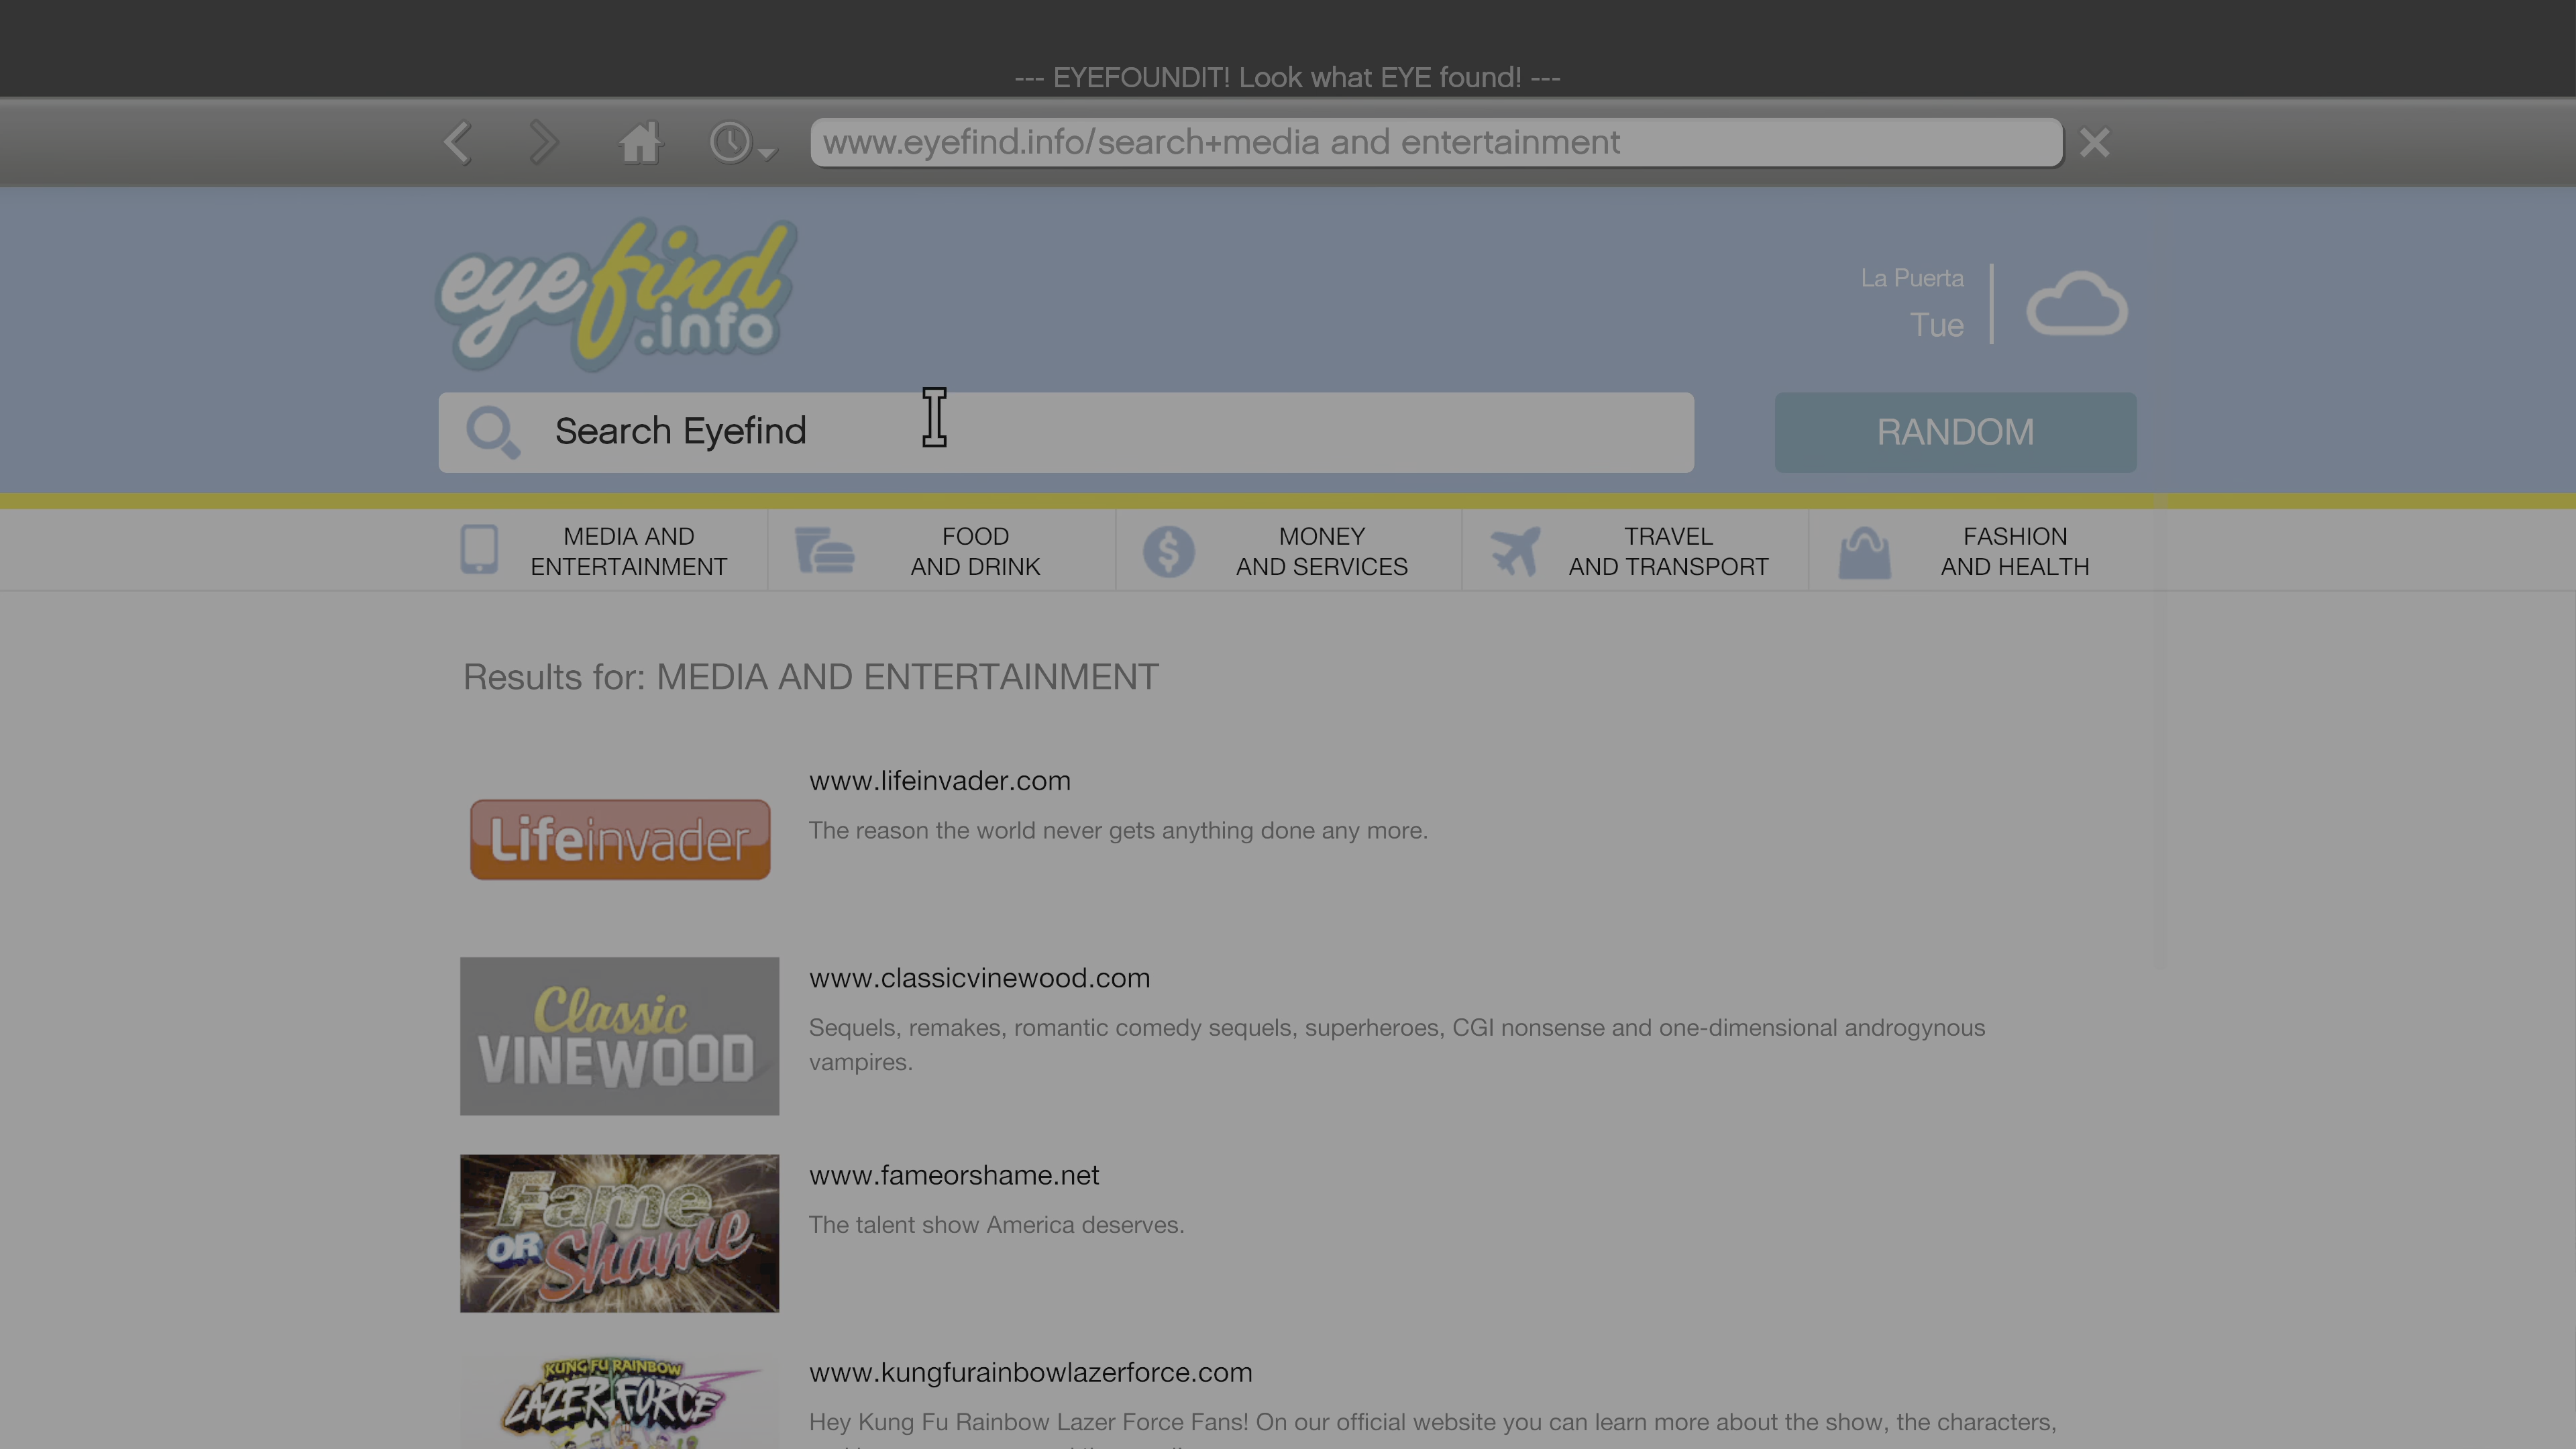 --- EYEFOUNDIT! Look what EYE found! ---
www.eyefind.info/search+media and entertainment
eyefind
.info
La Puerta
Tue
Search Eyefind
RANDOM
MEDIA AND
ENTERTAINMENT
FOOD
AND DRINK
MONEY
AND SERVICES
TRAVEL
AND TRANSPORT
FASHION
AND HEALTH
Results for: MEDIA AND ENTERTAINMENT
Lifeinvader
www.lifeinvader.com
The reason the world never gets anything done any more.
Classic
VINEWOOD
www.classicvinewood.com
Sequels, remakes, romantic comedy sequels, superheroes, CGI nonsense and one-dimensional androgynous
vampires.
Fame
OR Shame
www.fameorshame.net
The talent show America deserves.
KUNG FU RAINBOW
LAZER FORCE
www.kungfurainbowlazerforce.com
Hey Kung Fu Rainbow Lazer Force Fans! On our official website you can learn more about the show, the characters,